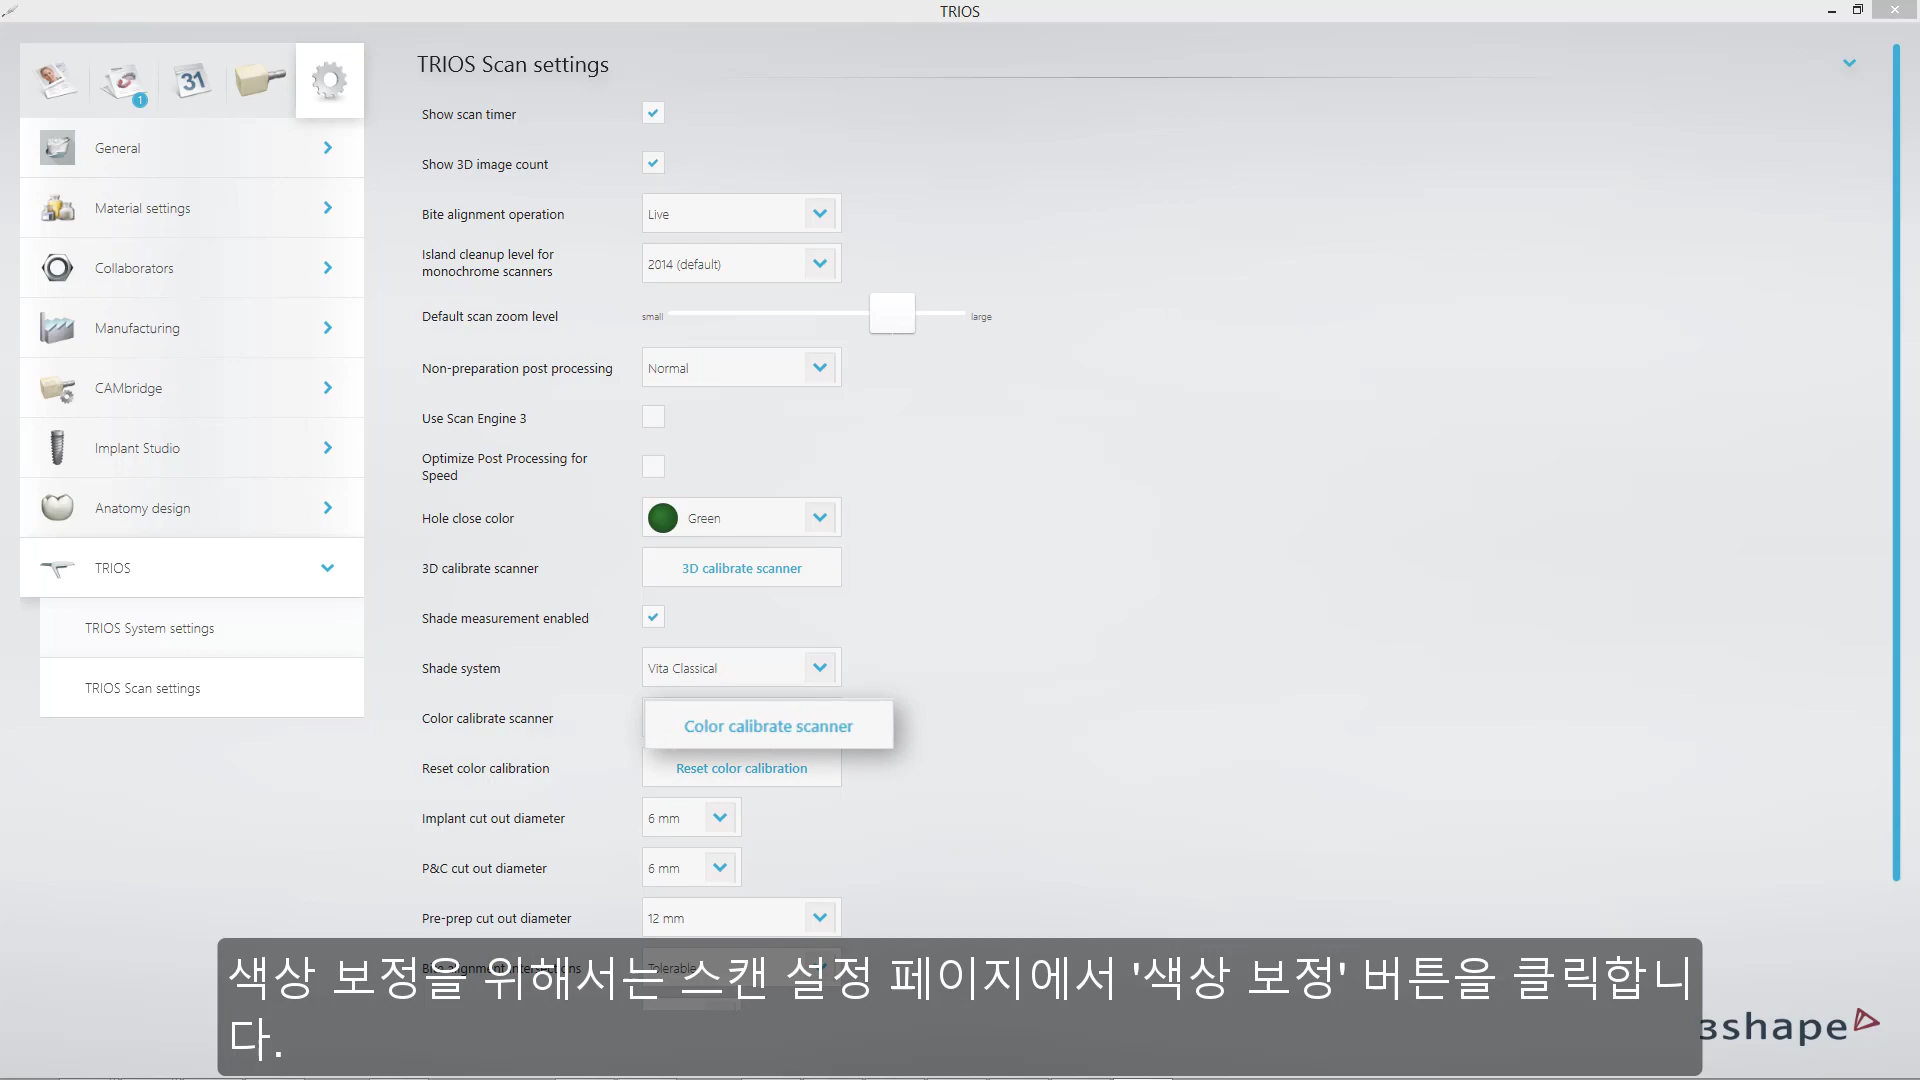 TRIOS
TRIOS Scan settings
1
31
General
Material settings
Collaborators
Manufacturing
CAMbridge
Implant Studio
Anatomy design
TRIOS
TRIOS System settings
TRIOS Scan settings
Show scan timer
Show 3D image count
Bite alignment operation Live
Island cleanup level for
monochrome scanners 2014 (default)
Default scan zoom level small large
Non-preparation post processing Normal
Use Scan Engine 3
Optimize Post Processing for
Speed
Hole close color Green
3D calibrate scanner 3D calibrate scanner
Shade measurement enabled
Shade system Vita Classical
Color calibrate scanner Color calibrate scanner
Reset color calibration Reset color calibration
Implant cut out diameter 6 mm
P&C cut out diameter 6 mm
Pre-prep cut out diameter 12 mm
Bite alignment intersections Tolerable
색상 보정을 위해서는 스캔 설정 페이지에서 '색상 보정' 버튼을 클릭합니
다.
3shape